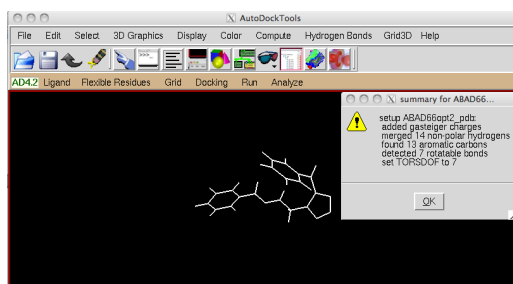 X AutoDockTools
File Edit Select 3D Graphics Display Color Compute Hydrogen Bonds Grid3D Help
AD4.2 Ligand Flexible Residues Grid Docking Run Analyze
X summary for ABAD66...
setup ABAD66opt2_pdb:
added gasteiger charges
merged 14 non-polar hydrogens
found 13 aromatic carbons
detected 7 rotatable bonds
set TORSDOF to 7
OK